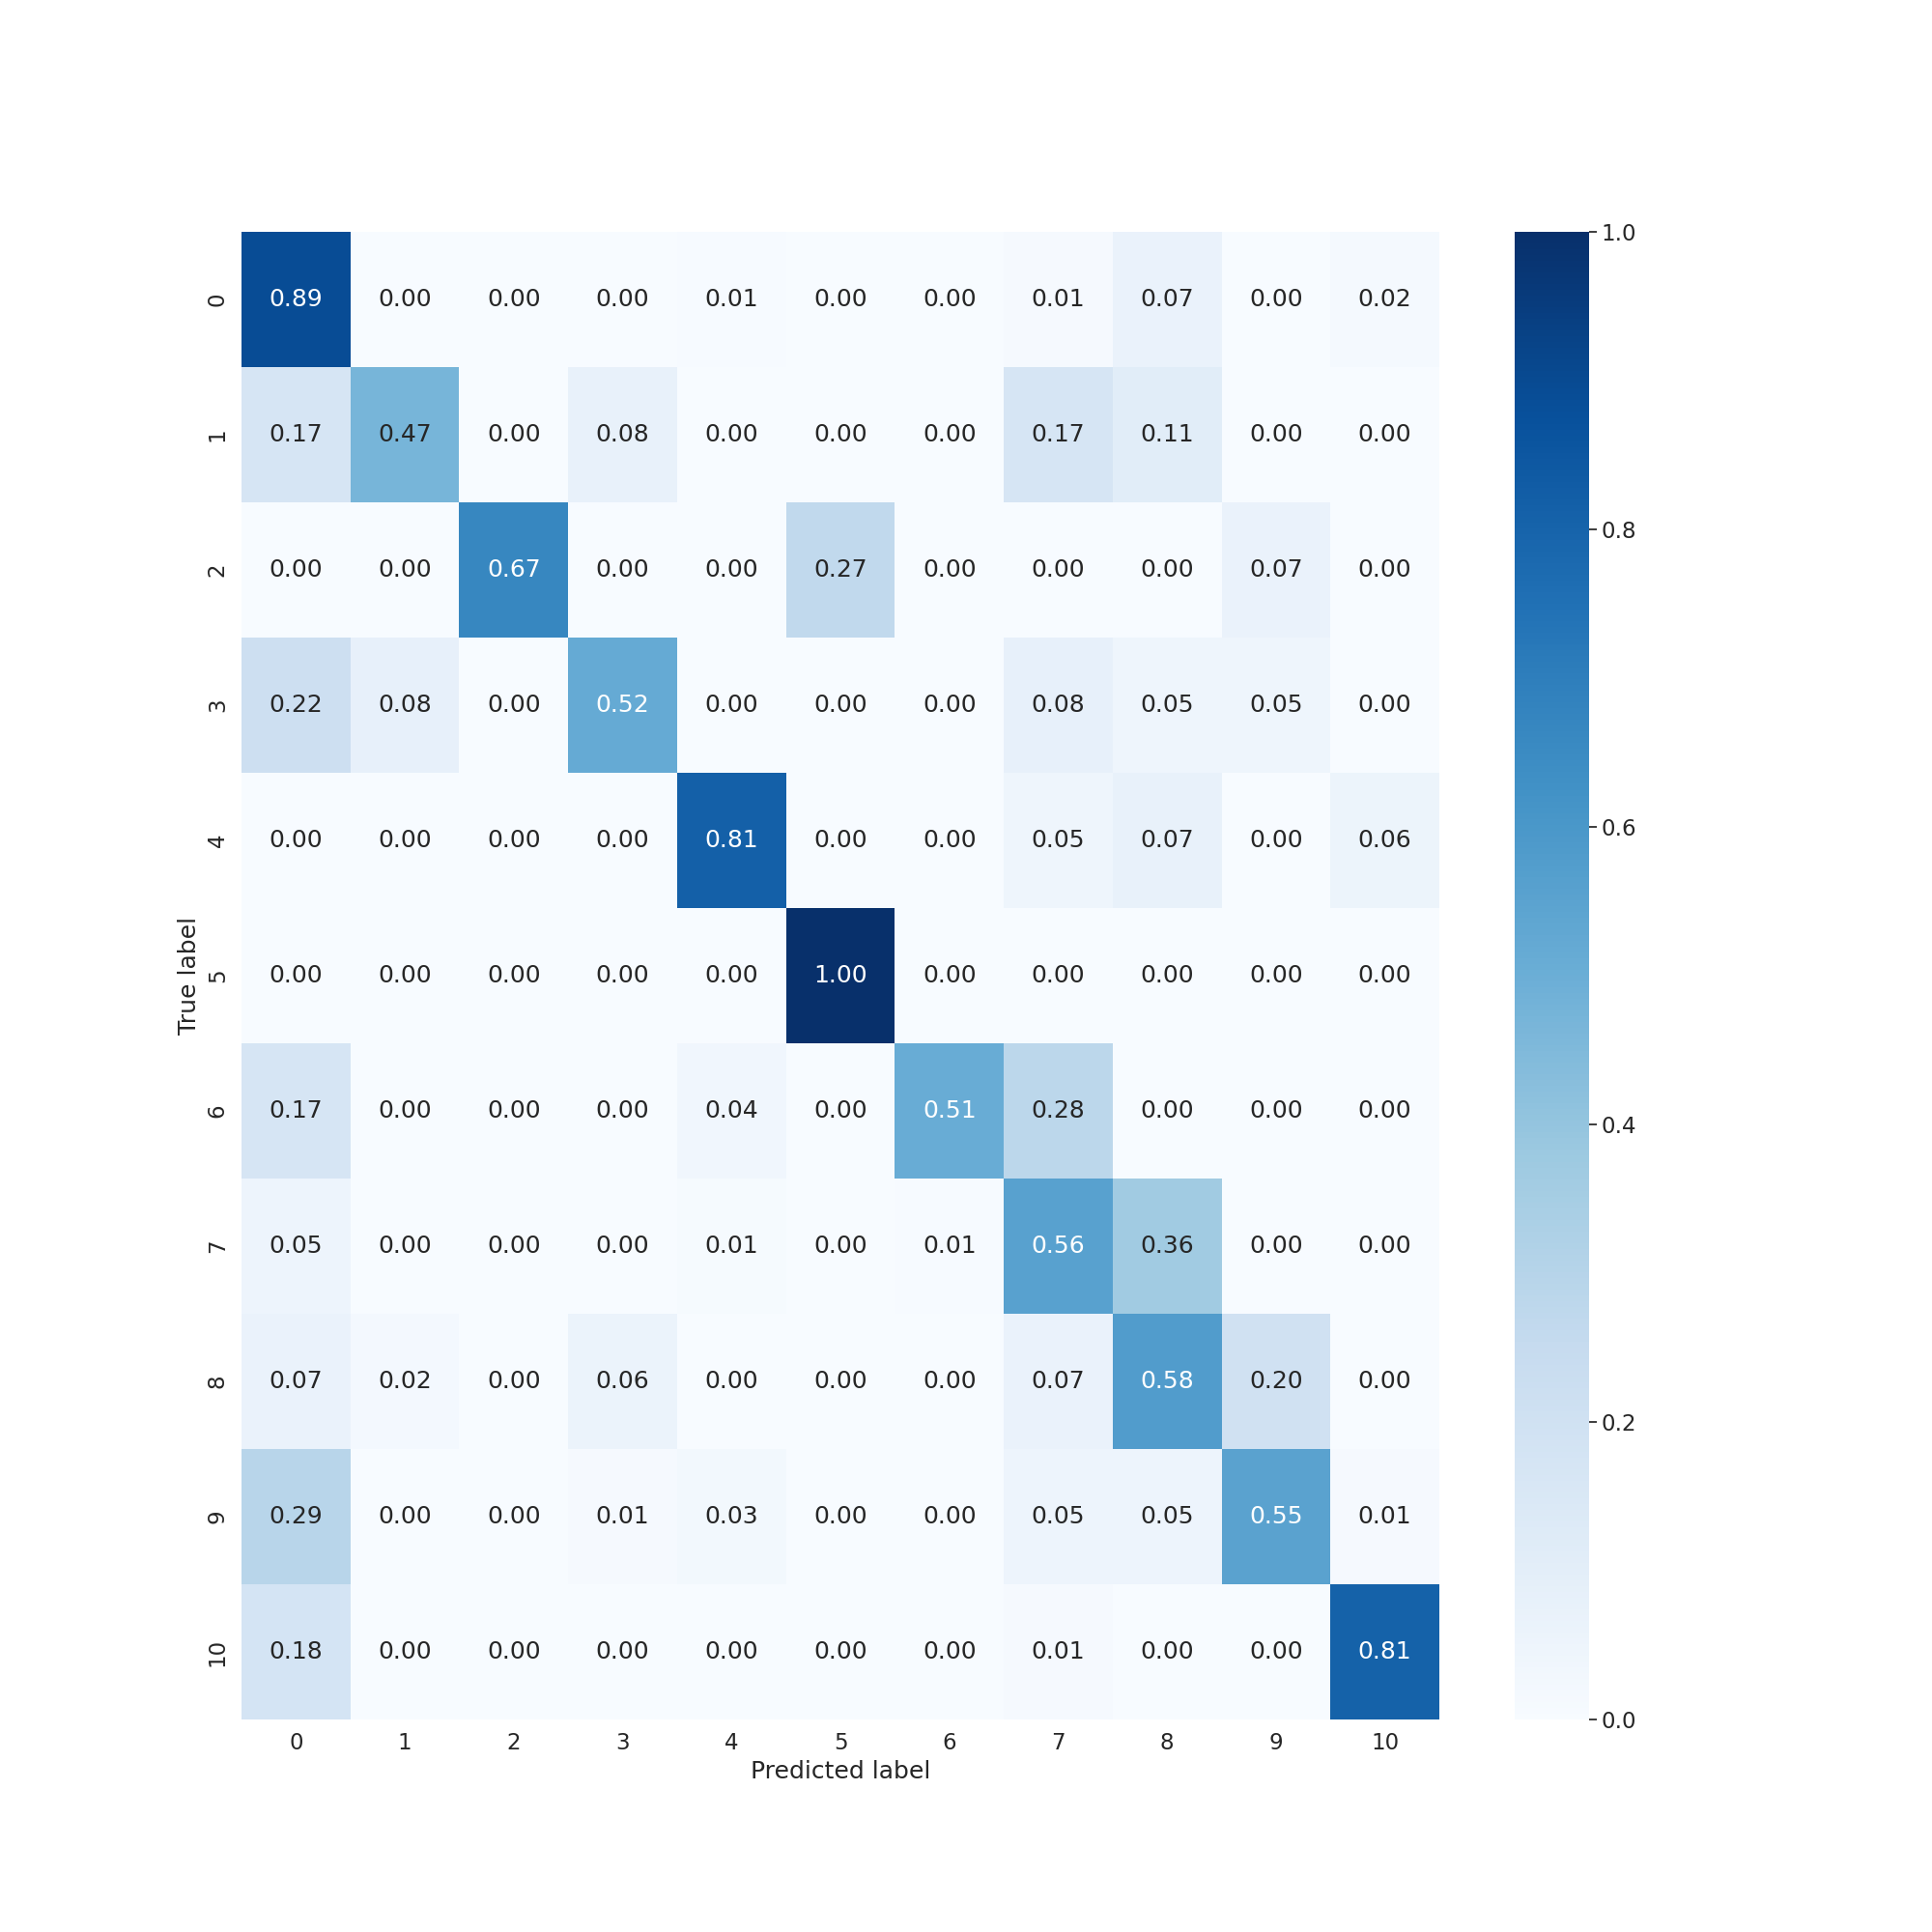 0 0.89 0.00 0.00 0.00 0.01 0.00 0.00 0.01 0.07 0.00 0.02
1 0.17 0.47 0.00 0.08 0.00 0.00 0.00 0.17 0.11 0.00 0.00
2 0.00 0.00 0.67 0.00 0.00 0.27 0.00 0.00 0.00 0.07 0.00
3 0.22 0.08 0.00 0.52 0.00 0.00 0.00 0.08 0.05 0.05 0.00
4 0.00 0.00 0.00 0.00 0.81 0.00 0.00 0.05 0.07 0.00 0.06
5 0.00 0.00 0.00 0.00 0.00 1.00 0.00 0.00 0.00 0.00 0.00
6 0.17 0.00 0.00 0.00 0.04 0.00 0.51 0.28 0.00 0.00 0.00
7 0.05 0.00 0.00 0.00 0.01 0.00 0.01 0.56 0.36 0.00 0.00
8 0.07 0.02 0.00 0.06 0.00 0.00 0.00 0.07 0.58 0.20 0.00
9 0.29 0.00 0.00 0.01 0.03 0.00 0.00 0.05 0.05 0.55 0.01
10 0.18 0.00 0.00 0.00 0.00 0.00 0.00 0.01 0.00 0.00 0.81
0 1 2 3 4 5 6 7 8 9 10
Predicted label
True label
1.0
0.8
0.6
0.4
0.2
0.0